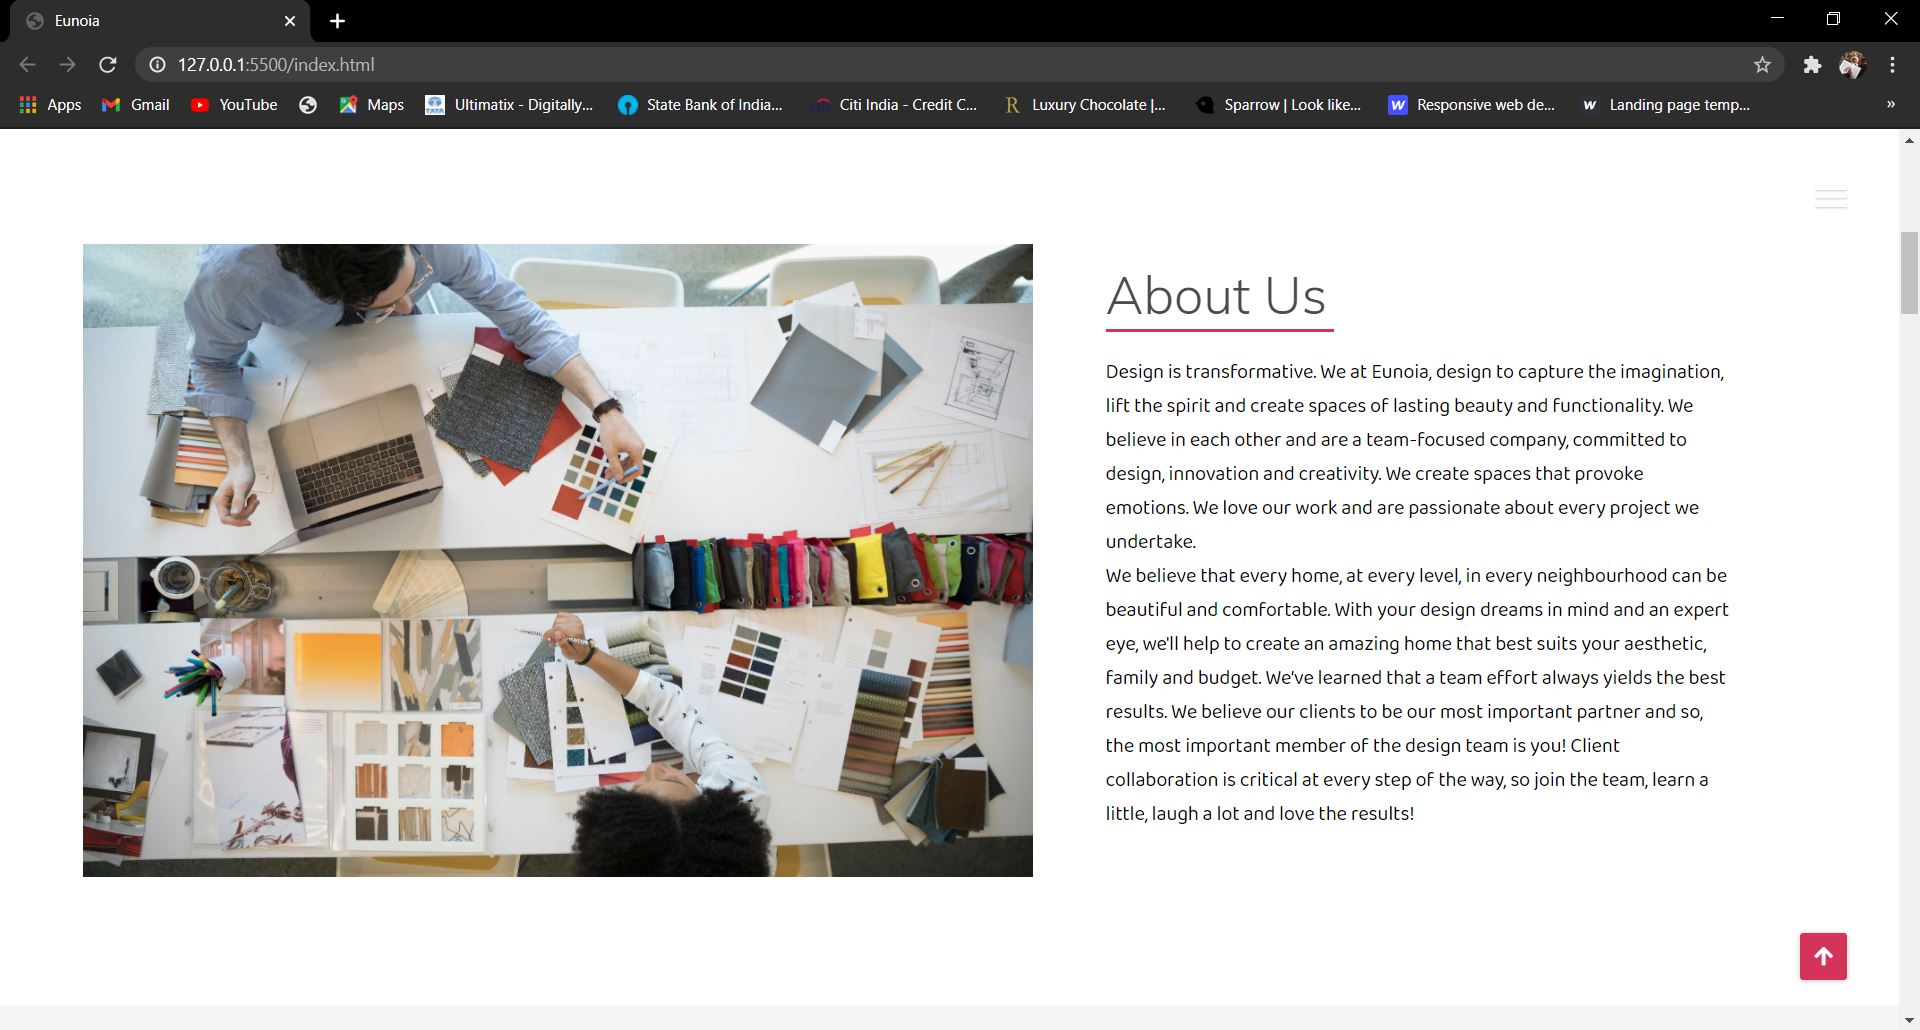 Eunoia
127.0.0.1:5500/index.html
Apps Gmail YouTube Maps Ultimatix - Digitally... State Bank of India... Citi India - Credit C... Luxury Chocolate |... Sparrow | Look like... Responsive web de... Landing page temp... »
About Us
Design is transformative. We at Eunoia, design to capture the imagination,
lift the spirit and create spaces of lasting beauty and functionality. We
believe in each other and are a team-focused company, committed to
design, innovation and creativity. We create spaces that provoke
emotions. We love our work and are passionate about every project we
undertake.
We believe that every home, at every level, in every neighbourhood can be
beautiful and comfortable. With your design dreams in mind and an expert
eye, we'll help to create an amazing home that best suits your aesthetic,
family and budget. We've learned that a team effort always yields the best
results. We believe our clients to be our most important partner and so,
the most important member of the design team is you! Client
collaboration is critical at every step of the way, so join the team, learn a
little, laugh a lot and love the results!